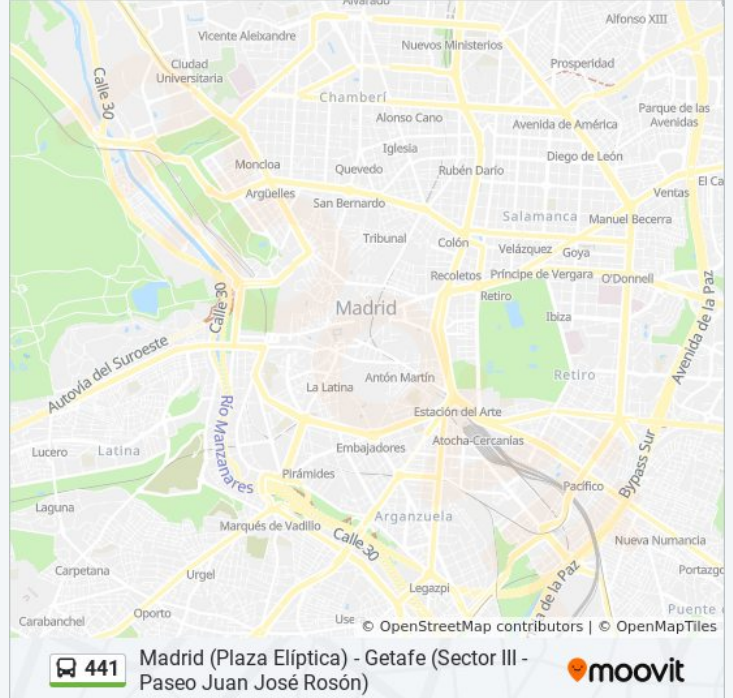 Alvarado
Alfonso XIII
Vicente Aleixandre
Nuevos Ministerios
Ciudad
Universitaria
Prosperidad
Calle 30
Chamberí
Parque de las
Avenidas
Alonso Cano
Avenida de América
Iglesia
Diego de León
Moncloa
Quevedo
Rubén Darío
El Ca
Argüelles
Ventas
San Bernardo
Salamanca
Manuel Becerra
Tribunal
Colón
Velázquez
Goya
Recoletos
Príncipe de Vergara
O'Donnell
Retiro
Calle 30
Madrid
Ibiza
Avenida de la Paz
Autovía del Suroeste
Antón Martín
Retiro
La Latina
Estación del Arte
Río Manzanares
Atocha-Cercanías
Embajadores
Lucero
Latina
Bypass Sur
Pirámides
Pacífico
Laguna
Arganzuela
Marqués de Vadillo
Calle 30
Nueva Numancia
Carpetana
Urgel
Portazgo
Legazpi
a de la Paz
Oporto
Puente
Carabanchel
Use
© OpenStreetMap contributors | © OpenMapTiles
441
Madrid (Plaza Elíptica) - Getafe (Sector III -
Paseo Juan José Rosón)
moovit